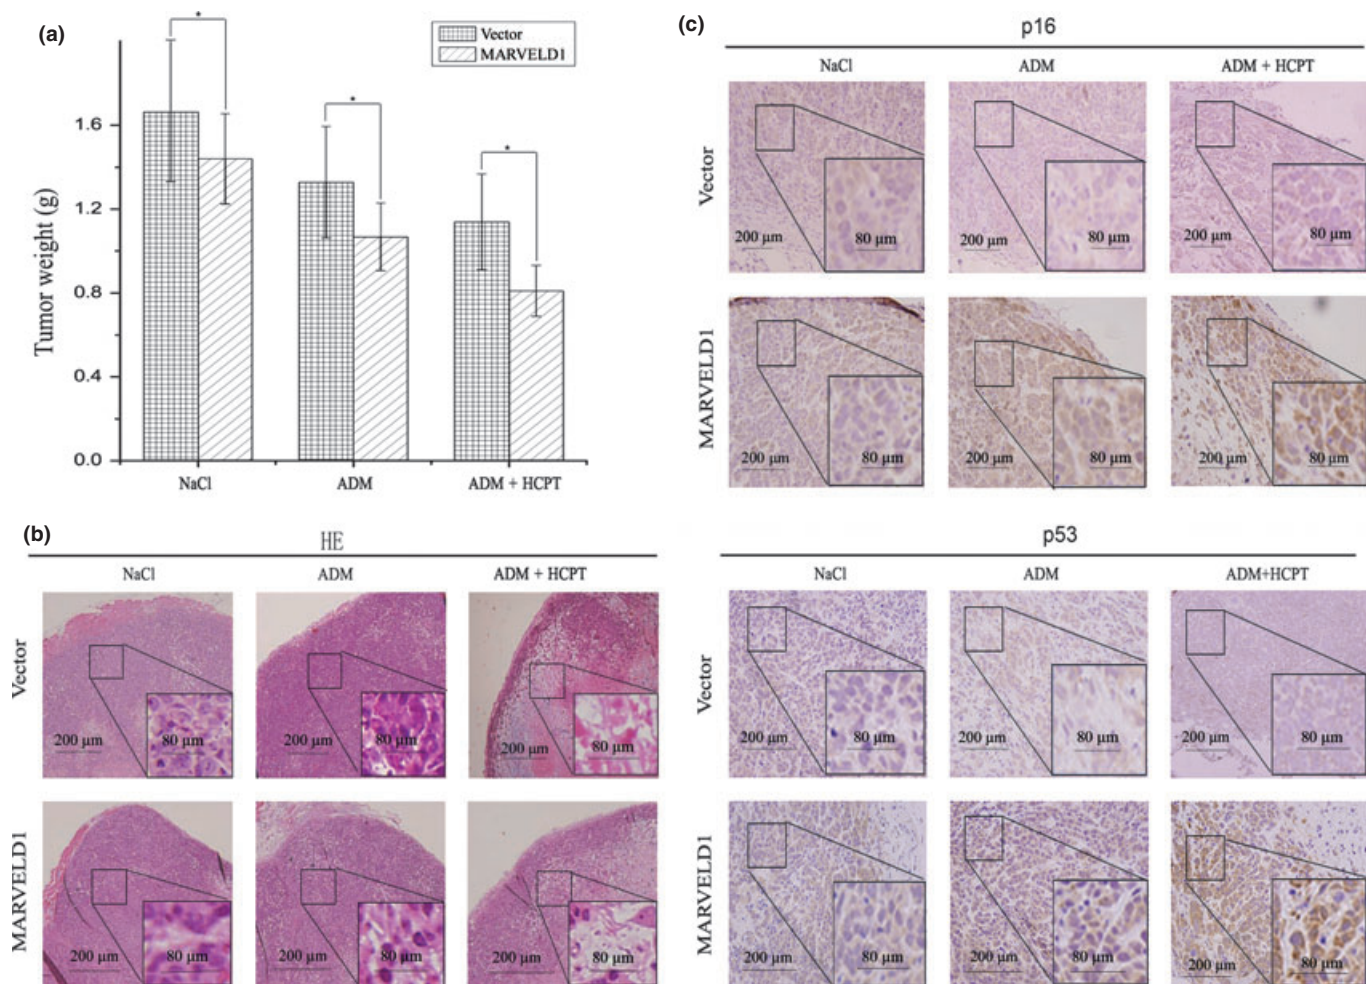 (a)
*
*
*
Vector
MARVELD1
Tumor weight (g)
1.6
1.2
0.8
0.4
0.0
NaCl
ADM
ADM + HCPT
(b)
HE
NaCl
ADM
ADM + HCPT
Vector
200 µm
80 µm
200 µm
80 µm
200 µm
80 µm
MARVELD1
200 µm
80 µm
200 µm
80 µm
200 µm
80 µm
(c)
p16
NaCl
ADM
ADM + HCPT
Vector
200 µm
80 µm
200 µm
80 µm
200 µm
80 µm
MARVELD1
200 µm
80 µm
200 µm
80 µm
200 µm
80 µm
p53
NaCl
ADM
ADM+HCPT
Vector
200 µm
80 µm
200 µm
80 µm
200 µm
80 µm
MARVELD1
200 µm
80 µm
200 µm
80 µm
200 µm
80 µm